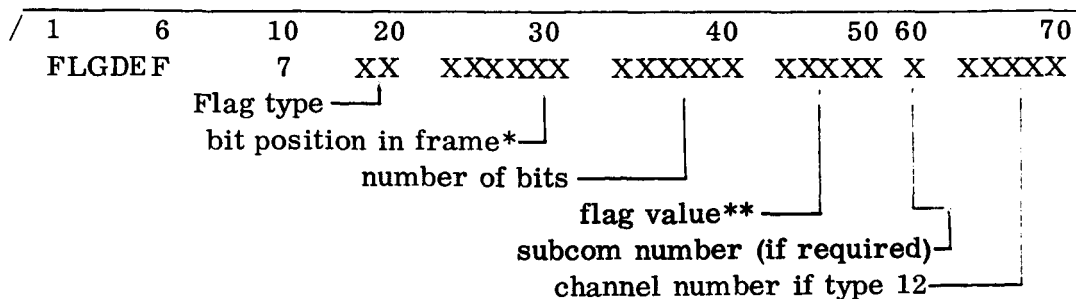 / 1 6 10 20 30 40 50 60 70
FLGDEF 7 XX XXXXXX XXXXXX XXXXX X XXXXX
Flag type
bit position in frame*
number of bits
flag value**
subcom number (if required)
channel number if type 12